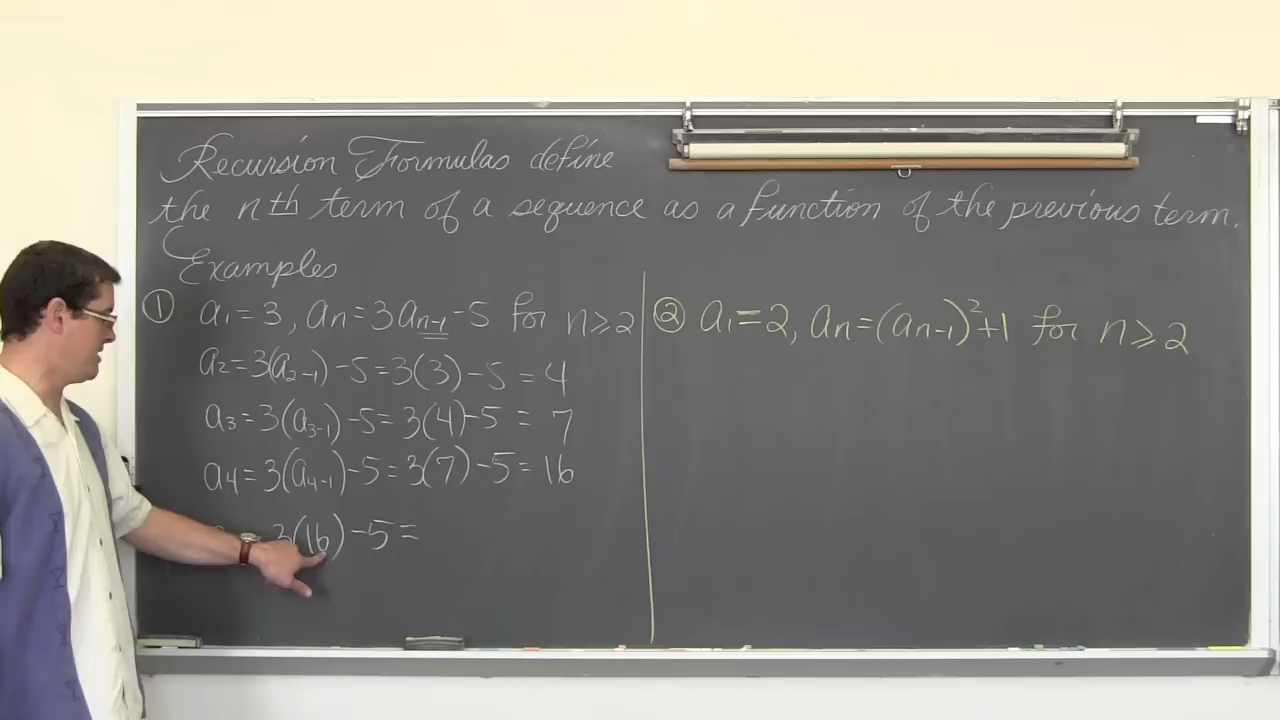 Recursion Formulas define
the nth term of a sequence as a function of the previous term.
Examples
① a₁=3, aₙ=3aₙ₋₁-5 for n≥2
a₂=3(a₂₋₁)-5=3(3)-5=4
a₃=3(a₃₋₁)-5=3(4)-5=7
a₄=3(a₄₋₁)-5=3(7)-5=16
=3(16)-5=
② a₁=2, aₙ=(aₙ₋₁)²+1 for n≥2